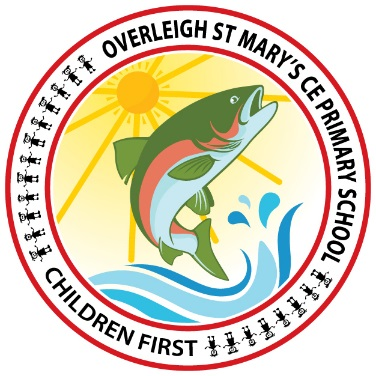 OVERLEIGH ST MARY'S CE PRIMARY SCHOOL
CHILDREN FIRST